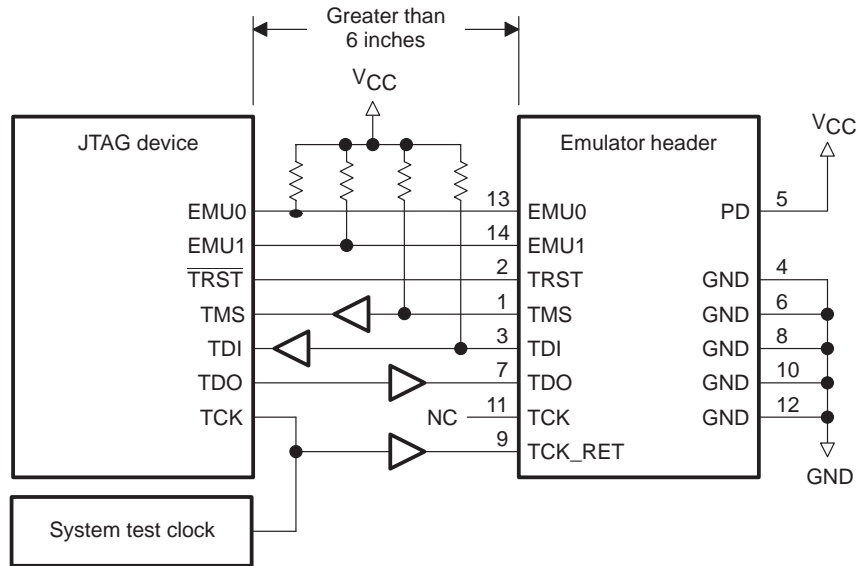 Greater than
6 inches
VCC
JTAG device
Emulator header
VCC
EMU0 13 EMU0 PD 5
EMU1 14 EMU1
TRST 2 TRST GND 4
TMS 1 TMS GND 6
TDI 3 TDI GND 8
TDO 7 TDO GND 10
TCK NC 11 TCK GND 12
9 TCK_RET
GND
System test clock